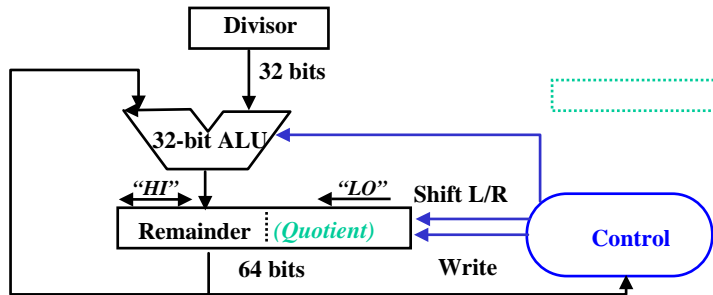 Divisor
32 bits
32-bit ALU
“HI”
“LO”
Shift L/R
Remainder
(Quotient)
Control
64 bits
Write